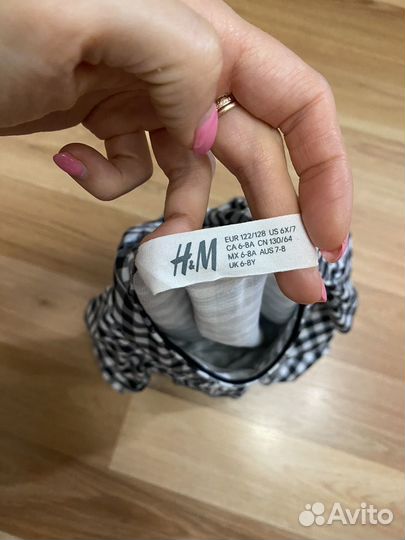 H&M
EUR 122/128 US 6X/7
CA 6-8A CN 130/64
MX 6-8A AUS 7-8
UK 6-8Y
Avito